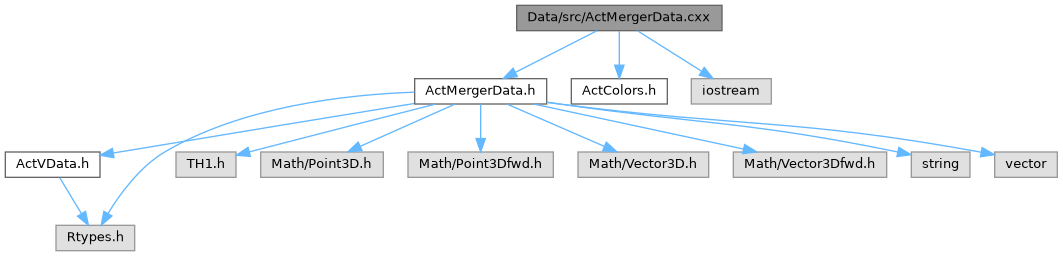 Data/src/ActMergerData.cxx
ActMergerData.h
ActColors.h
iostream
ActVData.h
TH1.h
Math/Point3D.h
Math/Point3Dfwd.h
Math/Vector3D.h
Math/Vector3Dfwd.h
string
vector
Rtypes.h